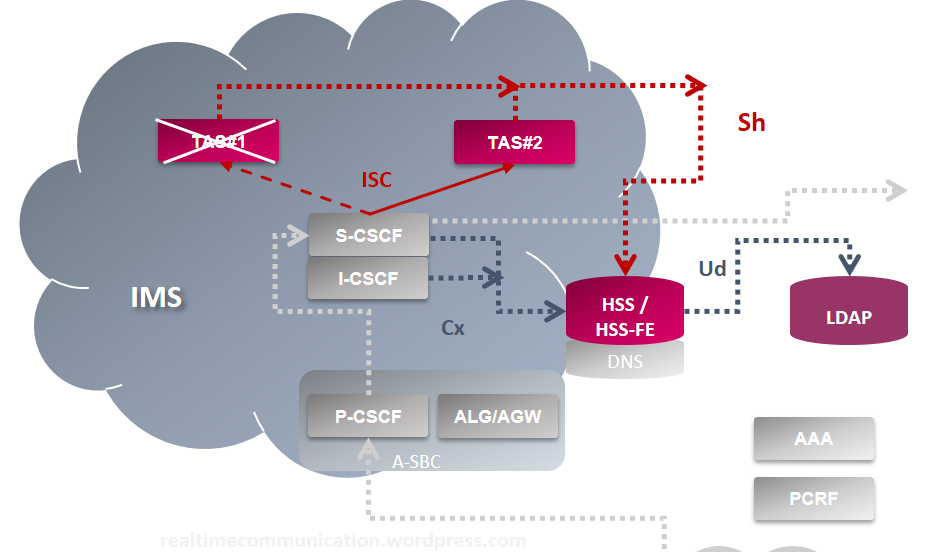 TAS#1
TAS#2
Sh
ISC
S-CSCF
I-CSCF
IMS
Ud
HSS /
HSS-FE
LDAP
Cx
DNS
P-CSCF
ALG/AGW
A-SBC
AAA
PCRF
realtimecommunication.wordpress.com